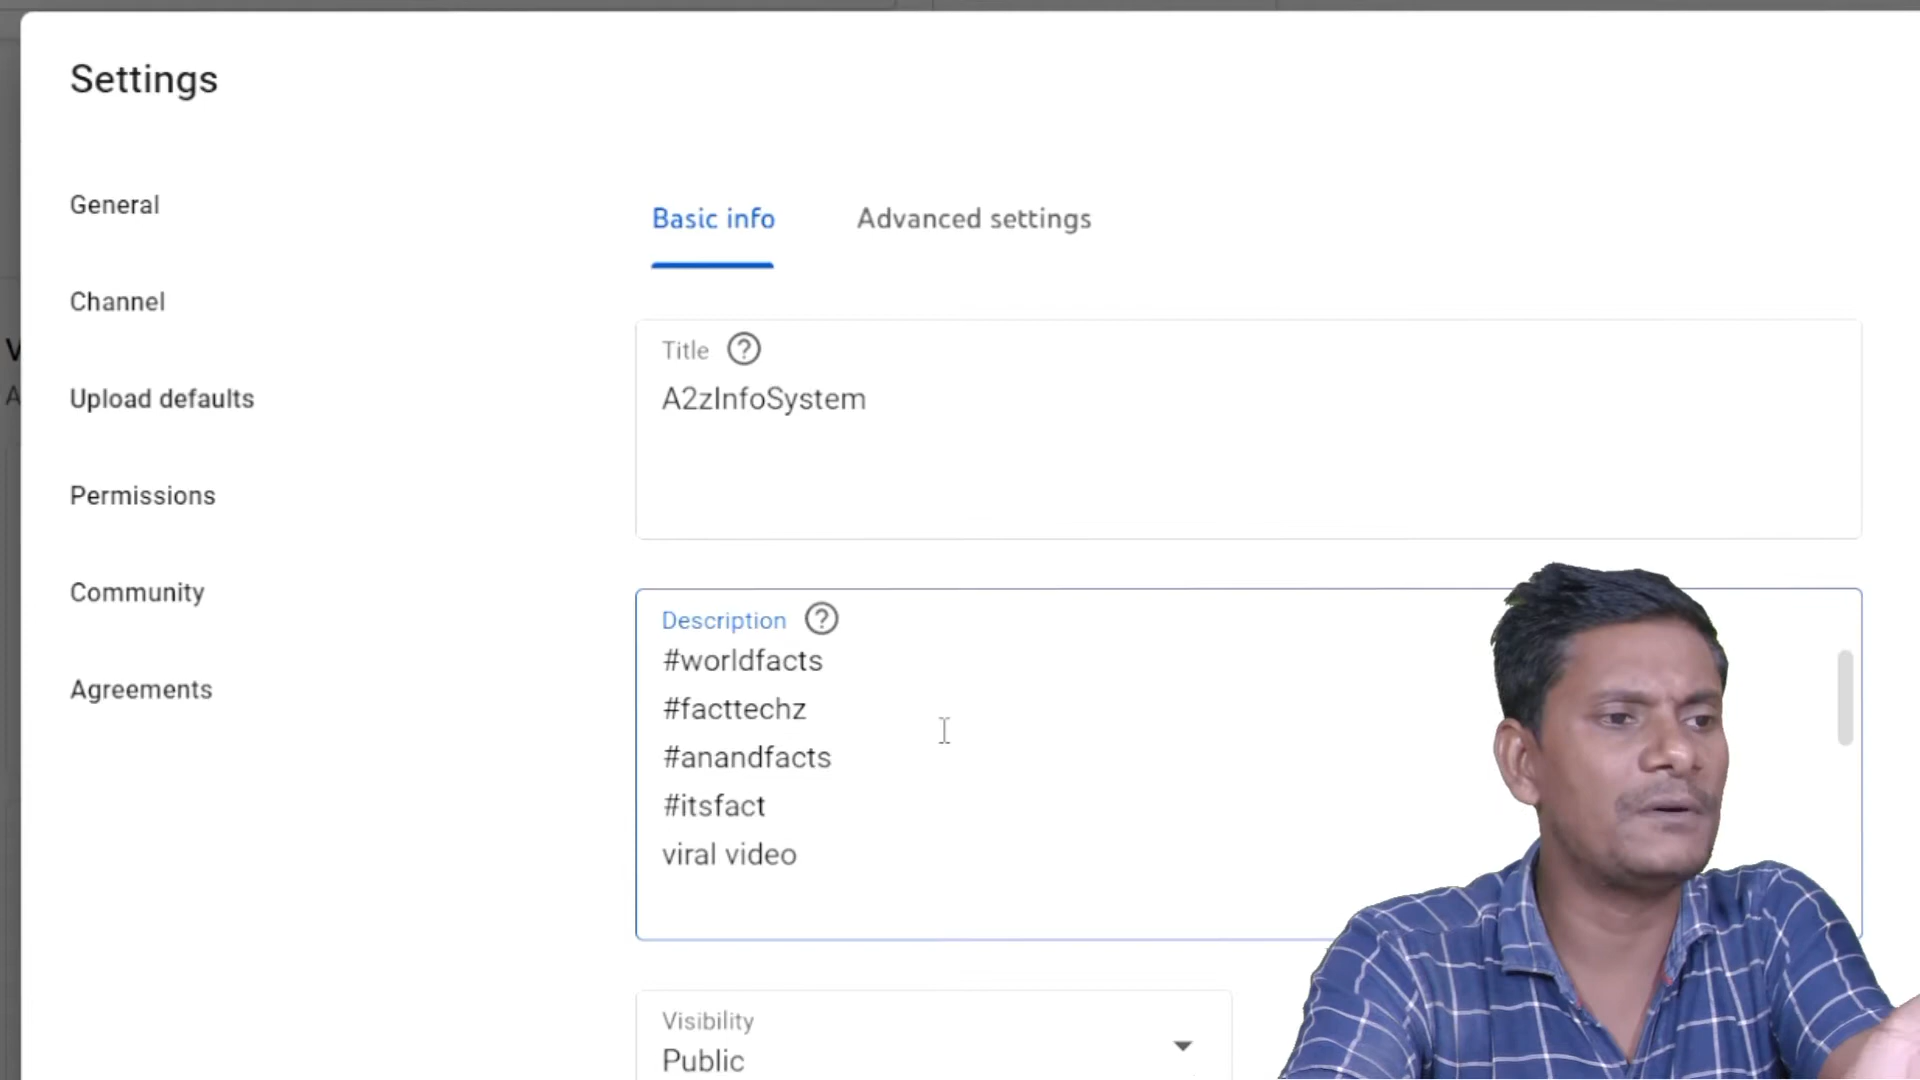 Settings
General
Channel
Upload defaults
Permissions
Community
Agreements
Basic info
Advanced settings
Title
A2zInfoSystem
Description
#worldfacts
#facttechz
#anandfacts
#itsfact
viral video
Visibility
Public